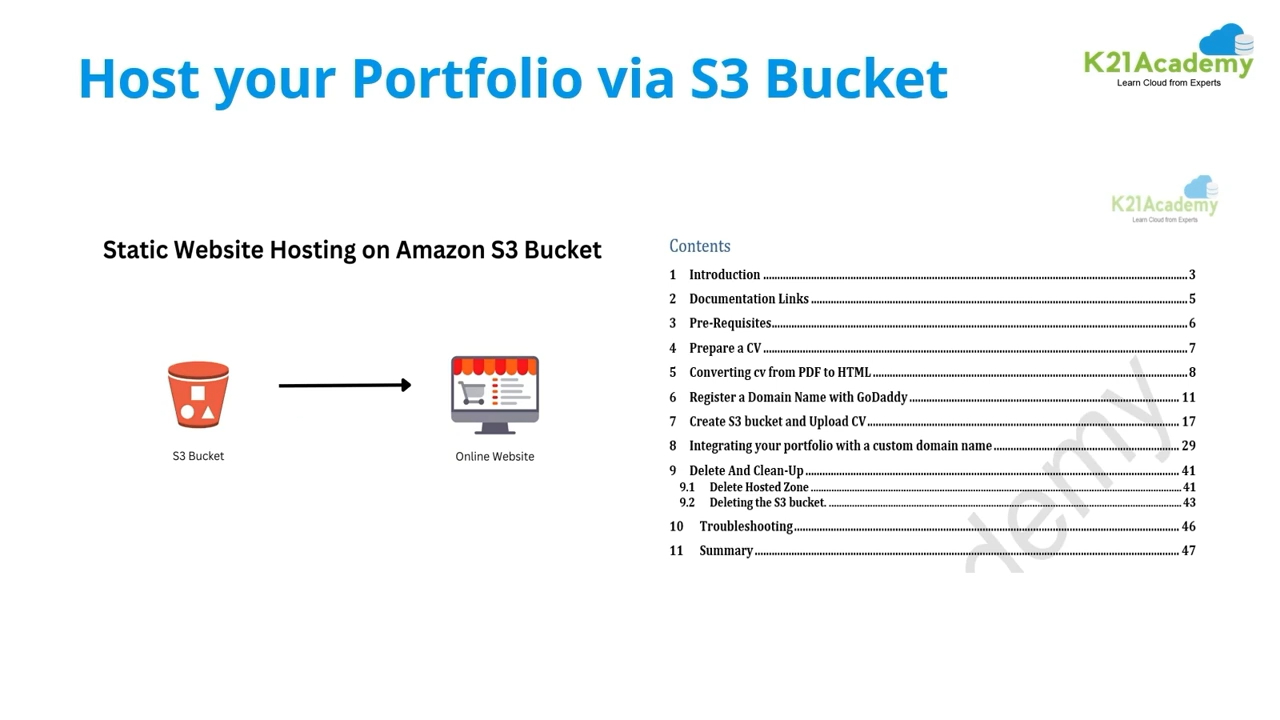 Host your Portfolio via S3 Bucket
K21Academy
Learn Cloud from Experts
K21Academy
Learn Cloud from Experts
Static Website Hosting on Amazon S3 Bucket
S3 Bucket
Online Website
Contents
1 Introduction ........ 3
2 Documentation Links ........ 5
3 Pre-Requisites ........ 6
4 Prepare a CV ........ 7
5 Converting cv from PDF to HTML ........ 8
6 Register a Domain Name with GoDaddy ........ 11
7 Create S3 bucket and Upload CV ........ 17
8 Integrating your portfolio with a custom domain name ........ 29
9 Delete And Clean-Up ........ 41
9.1 Delete Hosted Zone ........ 41
9.2 Deleting the S3 bucket. ........ 43
10 Troubleshooting ........ 46
11 Summary ........ 47
demy